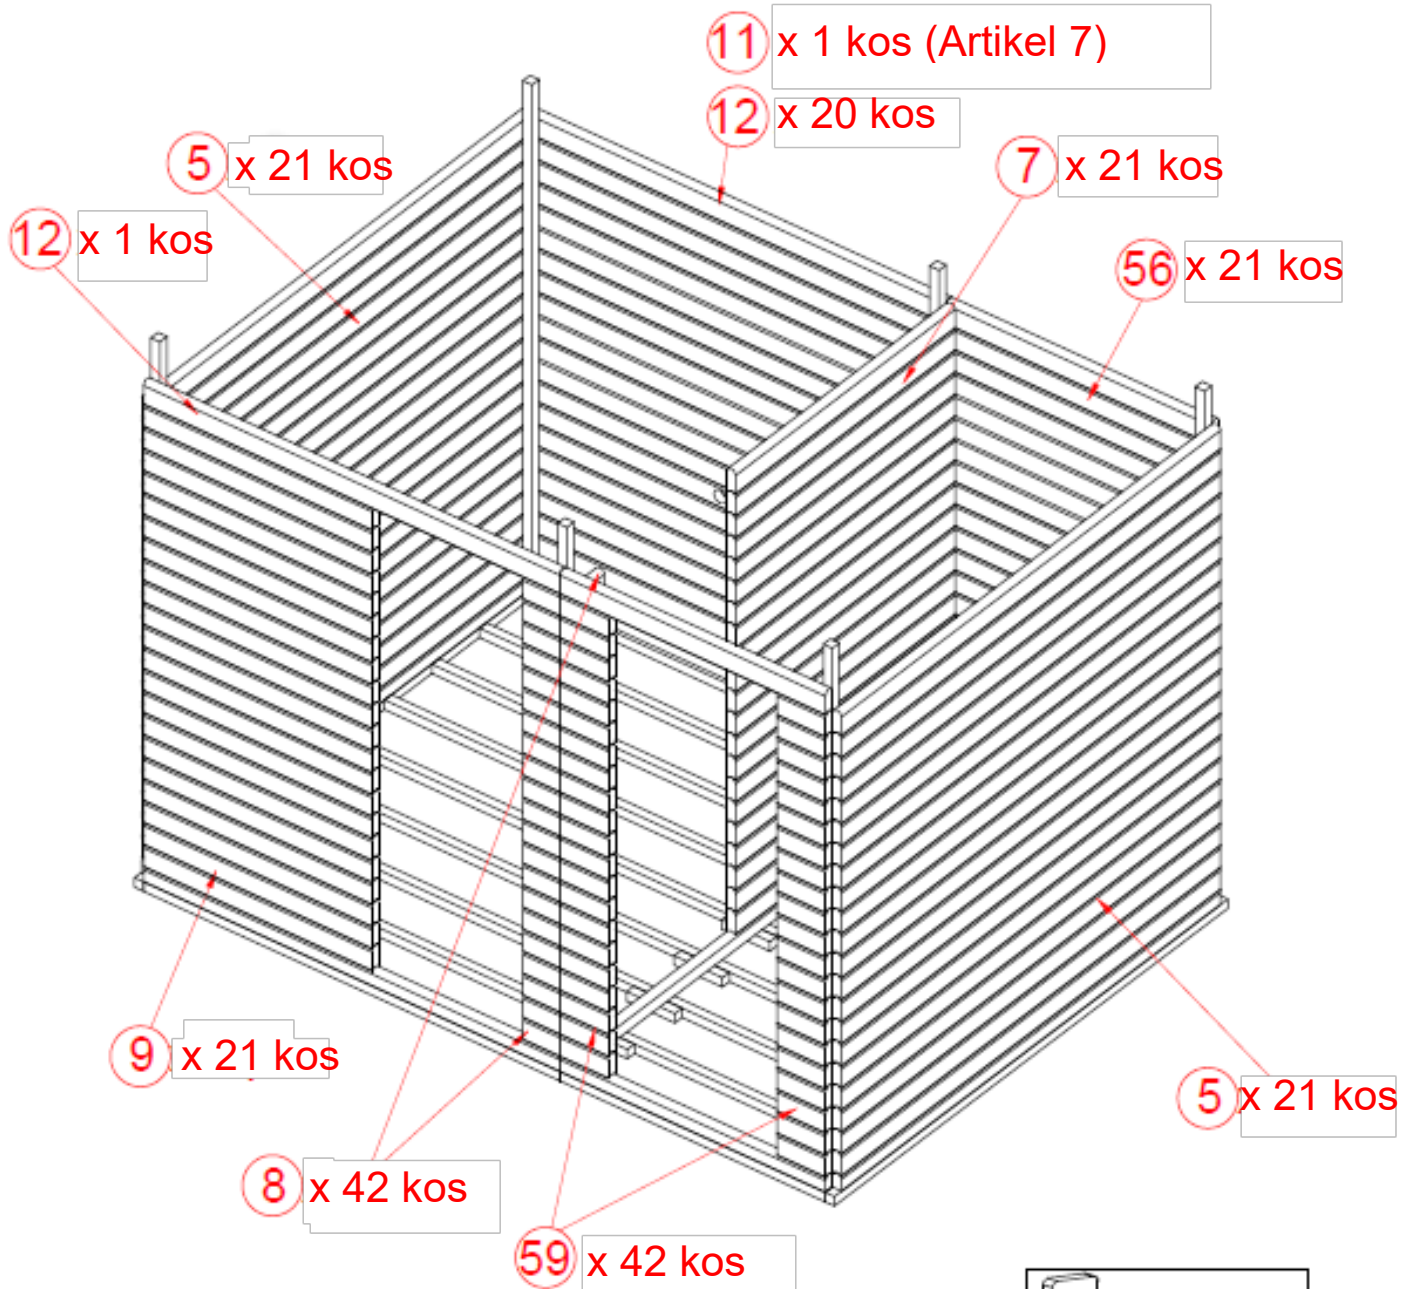 11 x 1 kos (Artikel 7)
12 x 20 kos
5 x 21 kos
7 x 21 kos
12 x 1 kos
56 x 21 kos
9 x 21 kos
5 x 21 kos
8 x 42 kos
59 x 42 kos